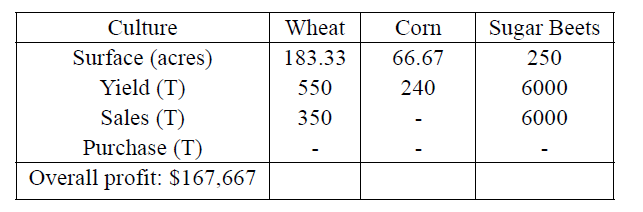 Culture Wheat Corn Sugar Beets
Surface (acres) 183.33 66.67 250
Yield (T) 550 240 6000
Sales (T) 350 - 6000
Purchase (T) - - -
Overall profit: $167,667